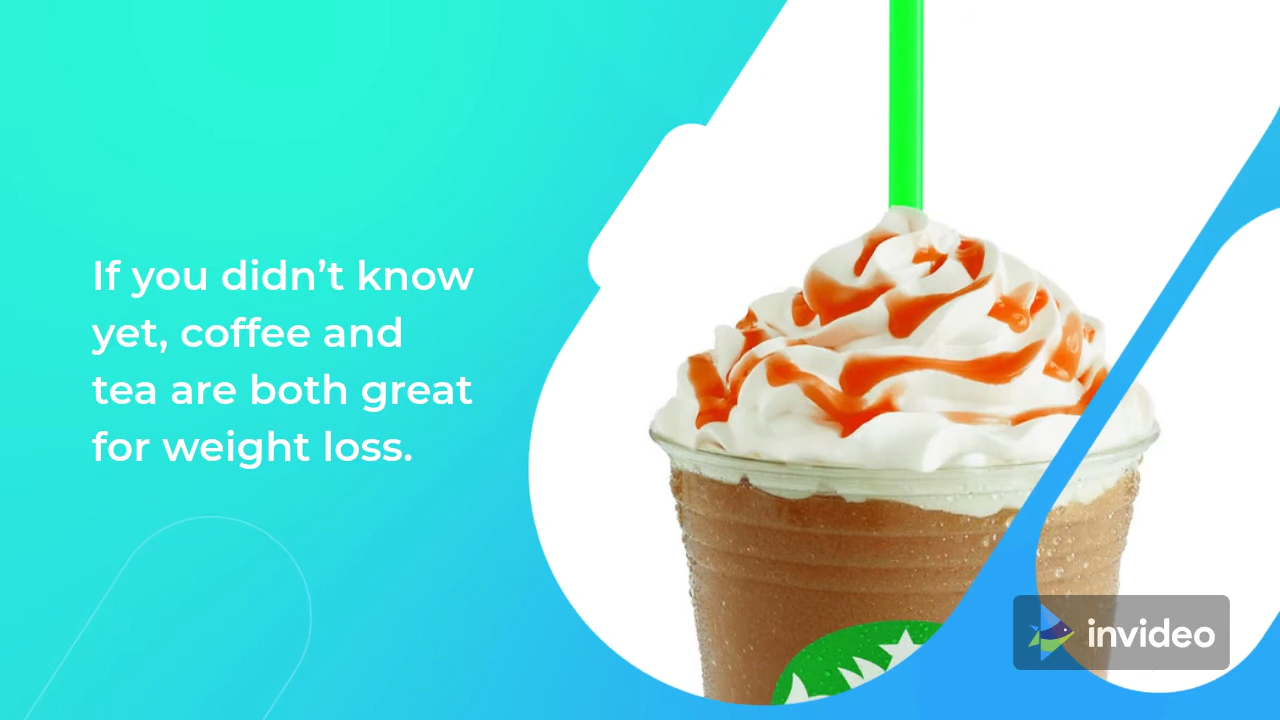 If you didn’t know
yet, coffee and
tea are both great
for weight loss.
invideo